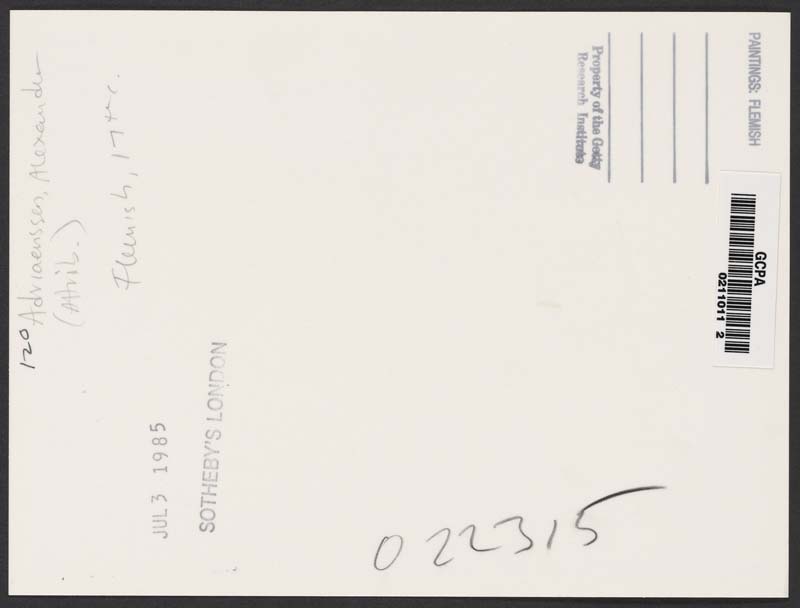 120 Adriaenssen, Alexander
(Attrib.)
Flemish, 17th c.
JUL 3 1985
SOTHEBY'S LONDON
022315
PAINTINGS: FLEMISH
Property of the Getty
Research Institute
GCPA
0211011 2